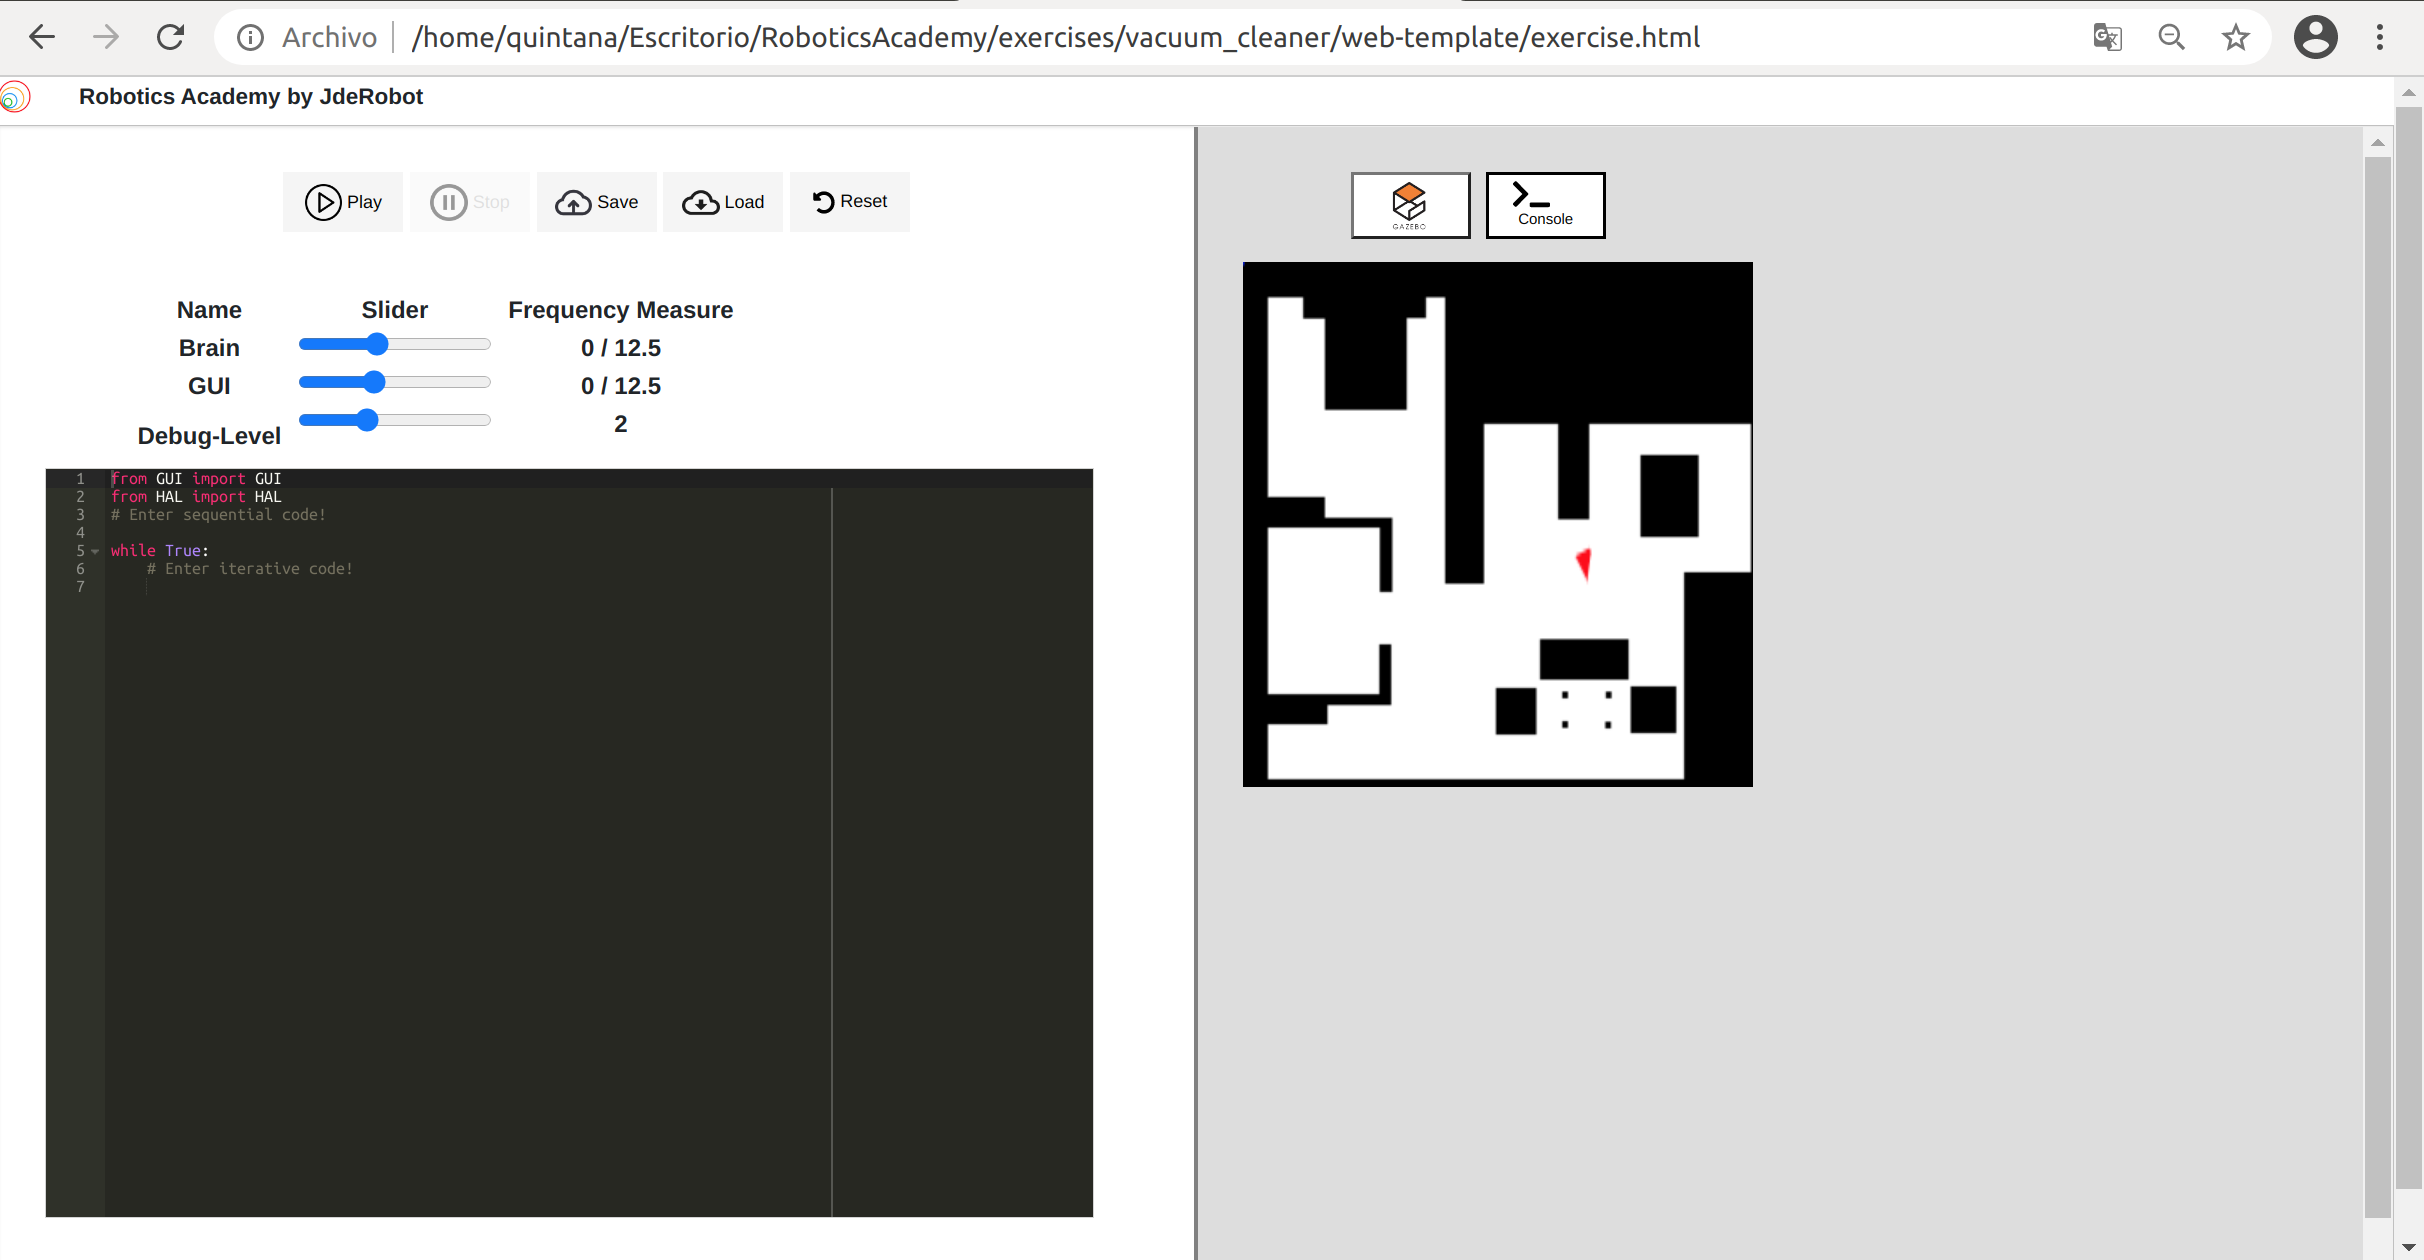 Archivo /home/quintana/Escritorio/RoboticsAcademy/exercises/vacuum_cleaner/web-template/exercise.html
Robotics Academy by JdeRobot
Play Stop Save Load Reset
GAZEBO
Console
Name Slider Frequency Measure
Brain 0 / 12.5
GUI 0 / 12.5
Debug-Level 2
1 from GUI import GUI
2 from HAL import HAL
3 # Enter sequential code!
4
5 while True:
6 # Enter iterative code!
7